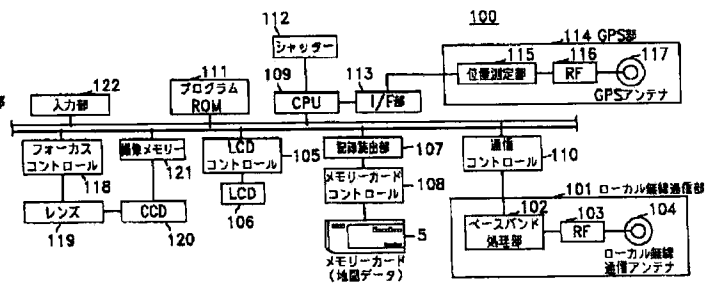 100
112
シャッター
114 GPS部
115
116
117
位置測定部
RF
GPSアンテナ
122
入力部
111
プログラム
ROM
109
CPU
113
I/F部
部
フォーカス
コントロール
118
画像メモリー
121
LCD
コントロール
105
記録読出部
107
通信
コントロール
110
レンズ
119
CCD
120
LCD
106
メモリーカード
コントロール
108
5
メモリーカード
(地図データ)
101 ローカル無線通信部
102
103
104
ベースバンド
処理部
RF
ローカル無線
通信アンテナ